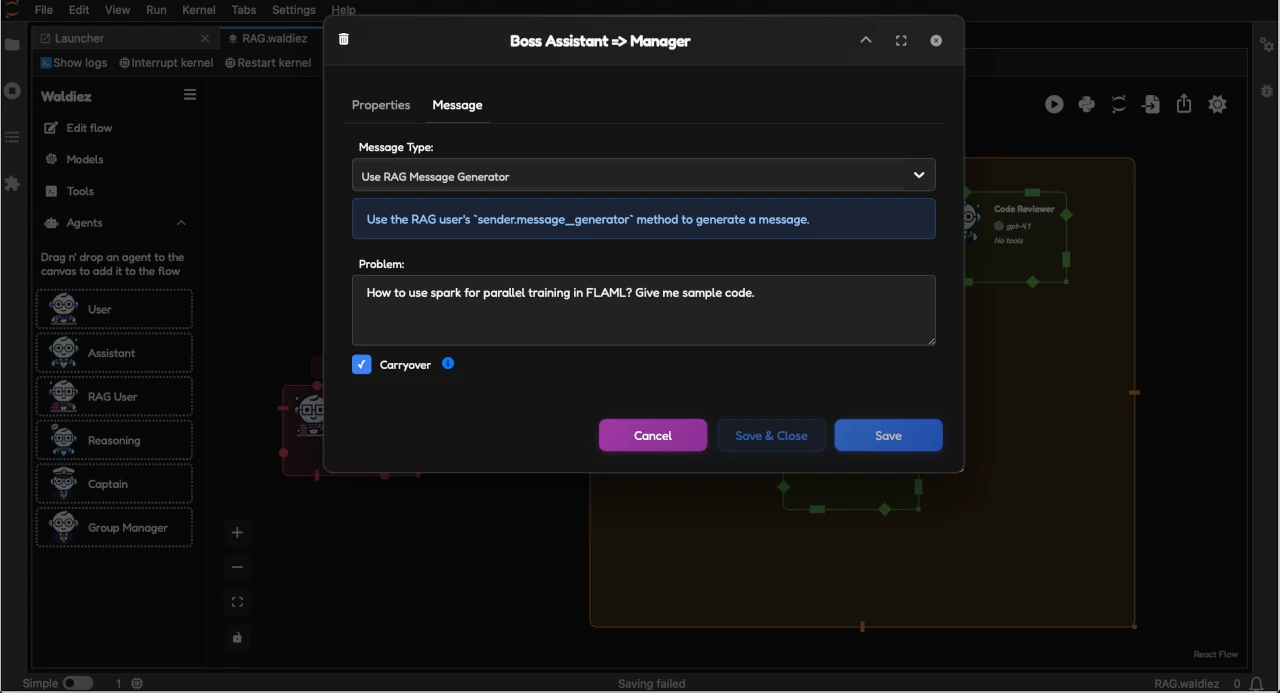 File Edit View Run Kernel Tabs Settings Help
Launcher
RAG.waldiez
Show logs Interrupt kernel Restart kernel
Waldiez
Edit flow
Models
Tools
Agents
Drag n' drop an agent to the
canvas to add it to the flow
User
Assistant
RAG User
Reasoning
Captain
Group Manager
Boss Assistant => Manager
Properties Message
Message Type:
Use RAG Message Generator
Use the RAG user's `sender.message_generator` method to generate a message.
Problem:
How to use spark for parallel training in FLAML? Give me sample code.
Carryover
Cancel Save & Close Save
Code Reviewer
gpt-4.1
No tools
React Flow
Simple 1 Saving failed RAG.waldiez 0